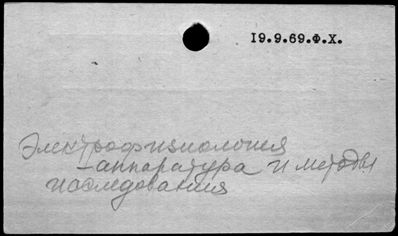 19.9.69.Ф.Х.
Электрофизиология
- аппаратура и методы
исследования